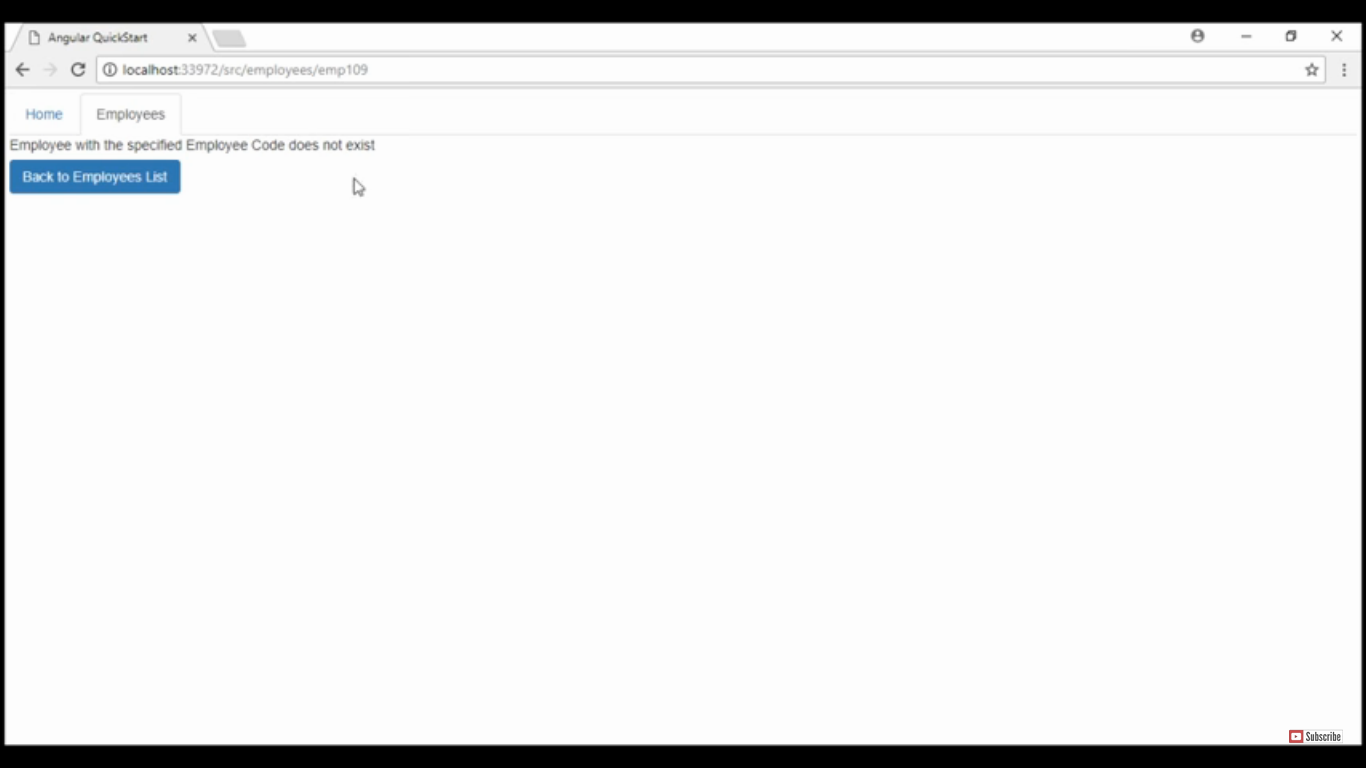 Angular QuickStart
localhost:33972/src/employees/emp109
Home
Employees
Employee with the specified Employee Code does not exist
Back to Employees List
Subscribe